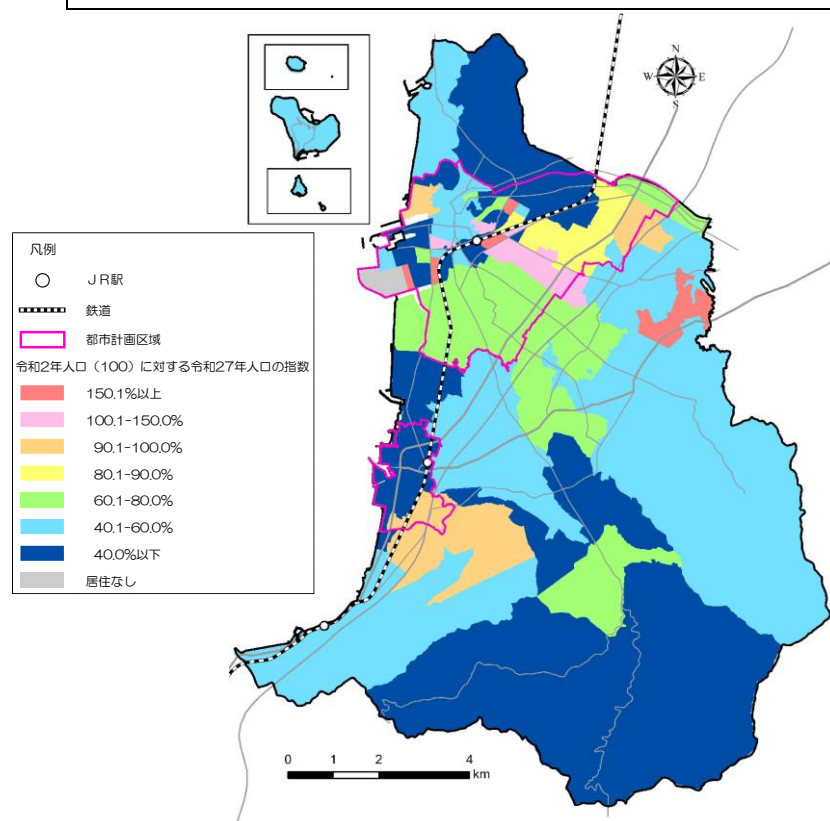 N
W E
S
凡例
JR駅
鉄道
都市計画区域
令和2年人口（100）に対する令和27年人口の指数
150.1%以上
100.1-150.0%
90.1-100.0%
80.1-90.0%
60.1-80.0%
40.1-60.0%
40.0%以下
居住なし
0 1 2 4
km